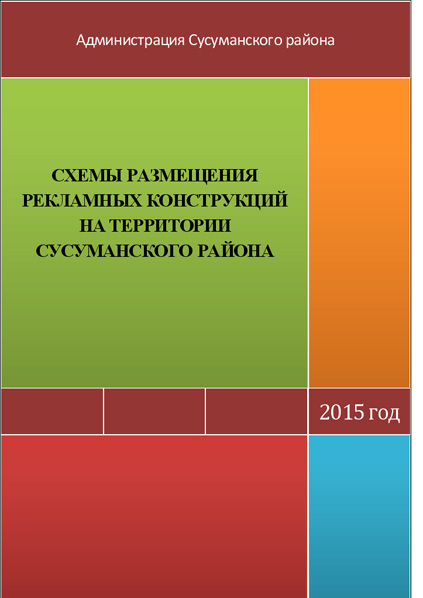 Администрация Сусуманского района
СХЕМЫ РАЗМЕЩЕНИЯ
РЕКЛАМНЫХ КОНСТРУКЦИЙ
НА ТЕРРИТОРИИ
СУСУМАНСКОГО РАЙОНА
2015 год